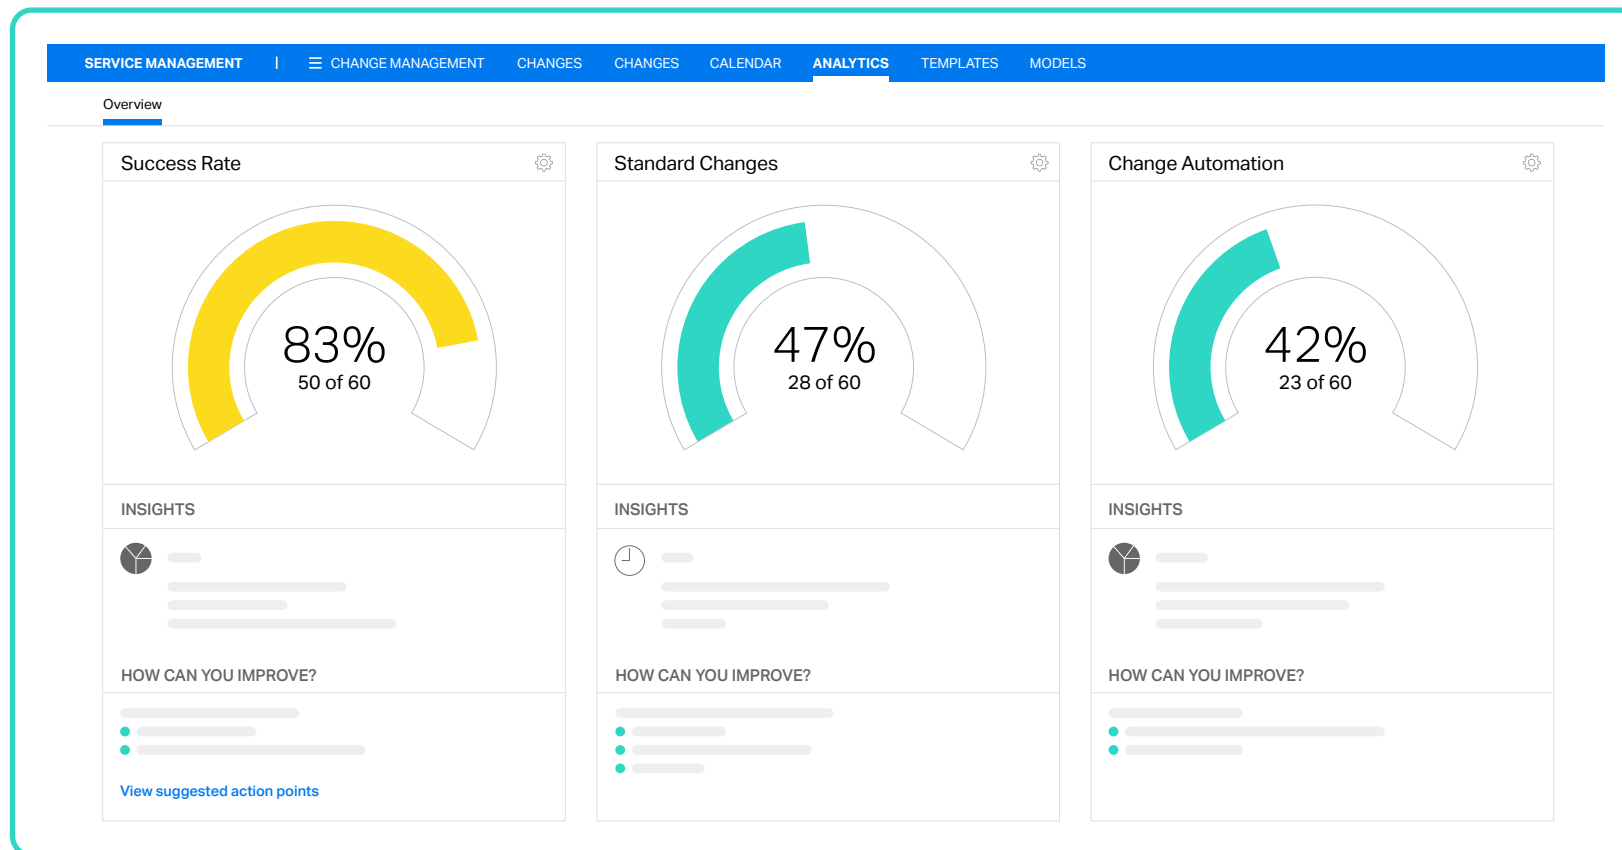 SERVICE MANAGEMENT | ☰ CHANGE MANAGEMENT CHANGES CHANGES CALENDAR ANALYTICS TEMPLATES MODELS
Overview
Success Rate
83%
50 of 60
INSIGHTS
HOW CAN YOU IMPROVE?
View suggested action points
Standard Changes
47%
28 of 60
INSIGHTS
HOW CAN YOU IMPROVE?
Change Automation
42%
23 of 60
INSIGHTS
HOW CAN YOU IMPROVE?